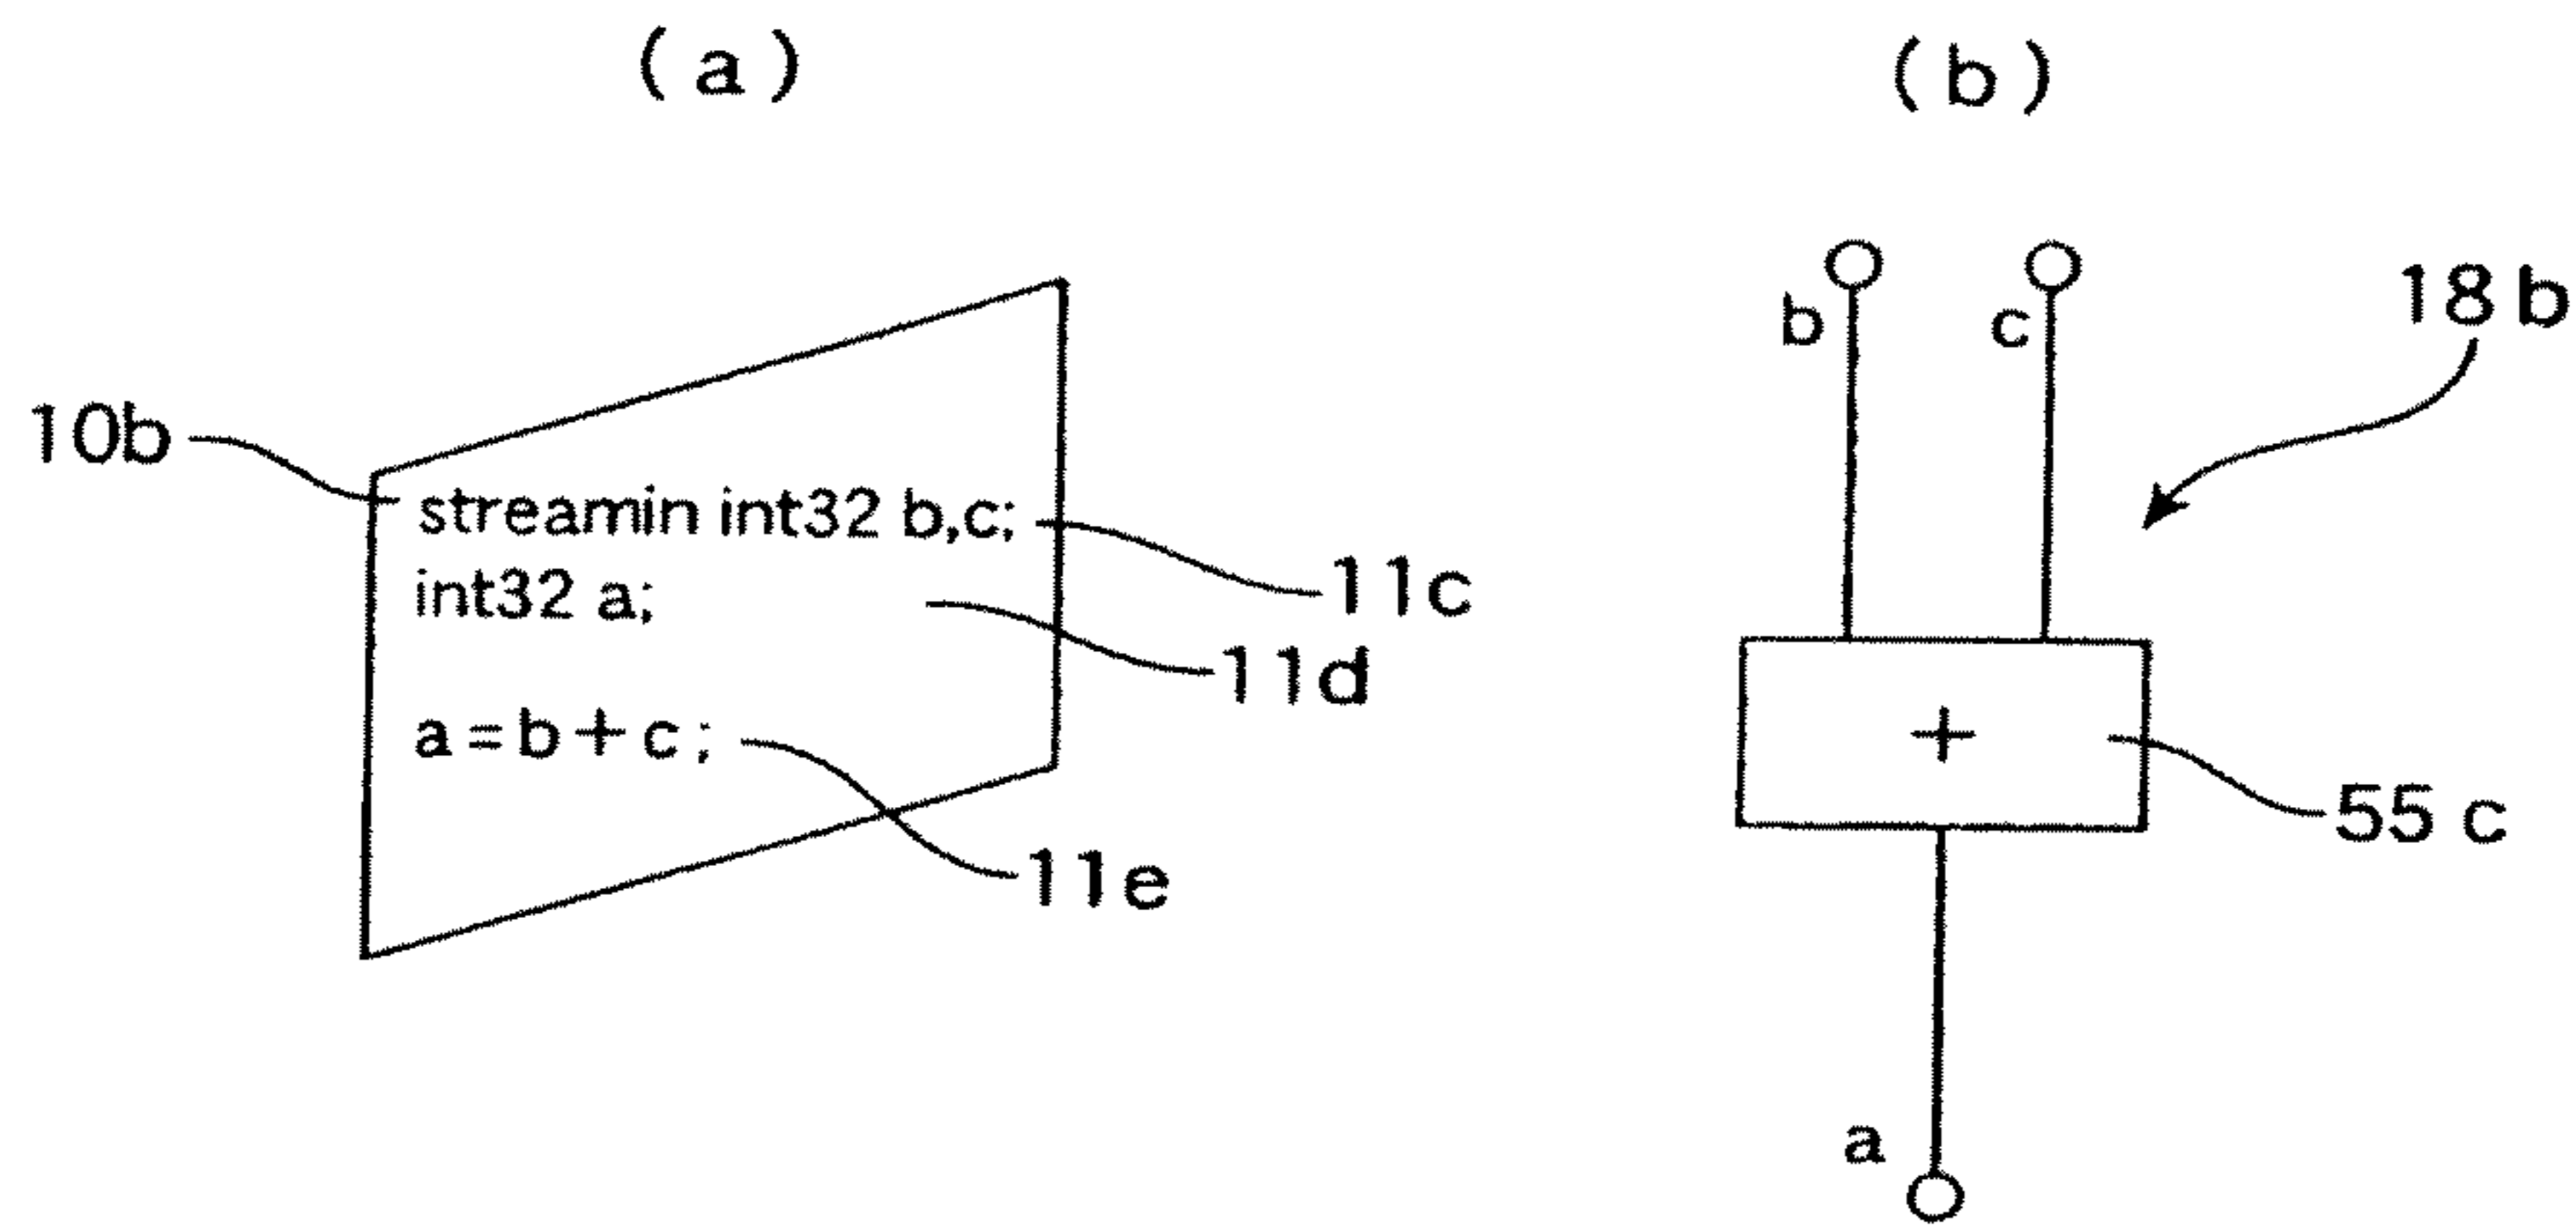 (a)
10b
streamin int32 b,c;
int32 a;
a=b+c;
11c
11d
11e
(b)
b
c
18b
+
55c
a